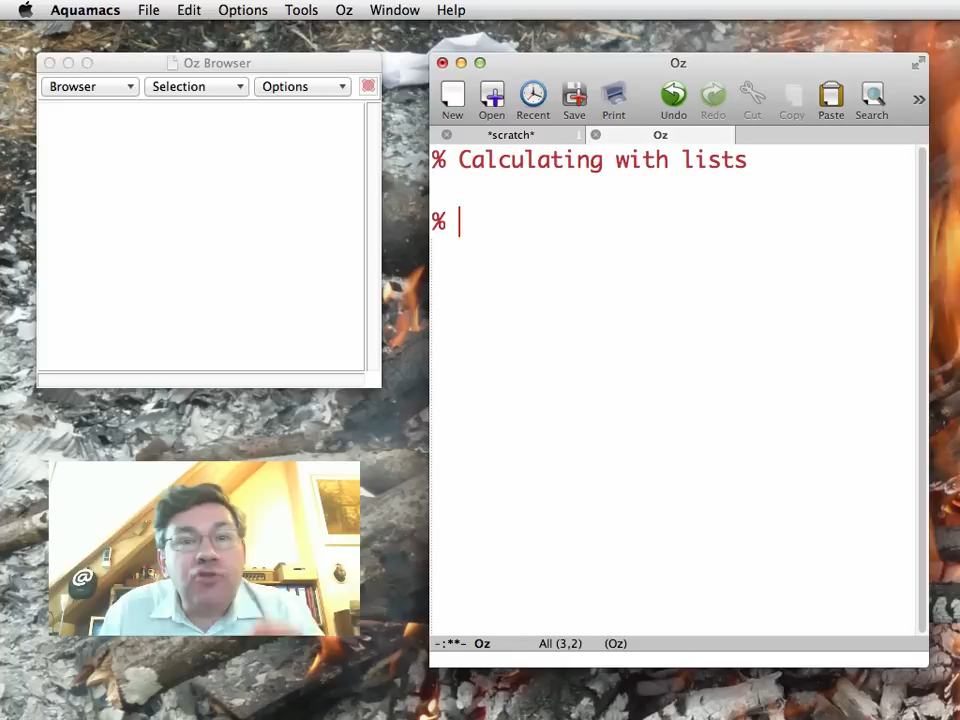 Aquamacs File Edit Options Tools Oz Window Help
Oz Browser
Browser Selection Options
Oz
New Open Recent Save Print Undo Redo Cut Copy Paste Search »
*scratch* Oz
% Calculating with lists
%
@
-:**- Oz All (3,2) (Oz)